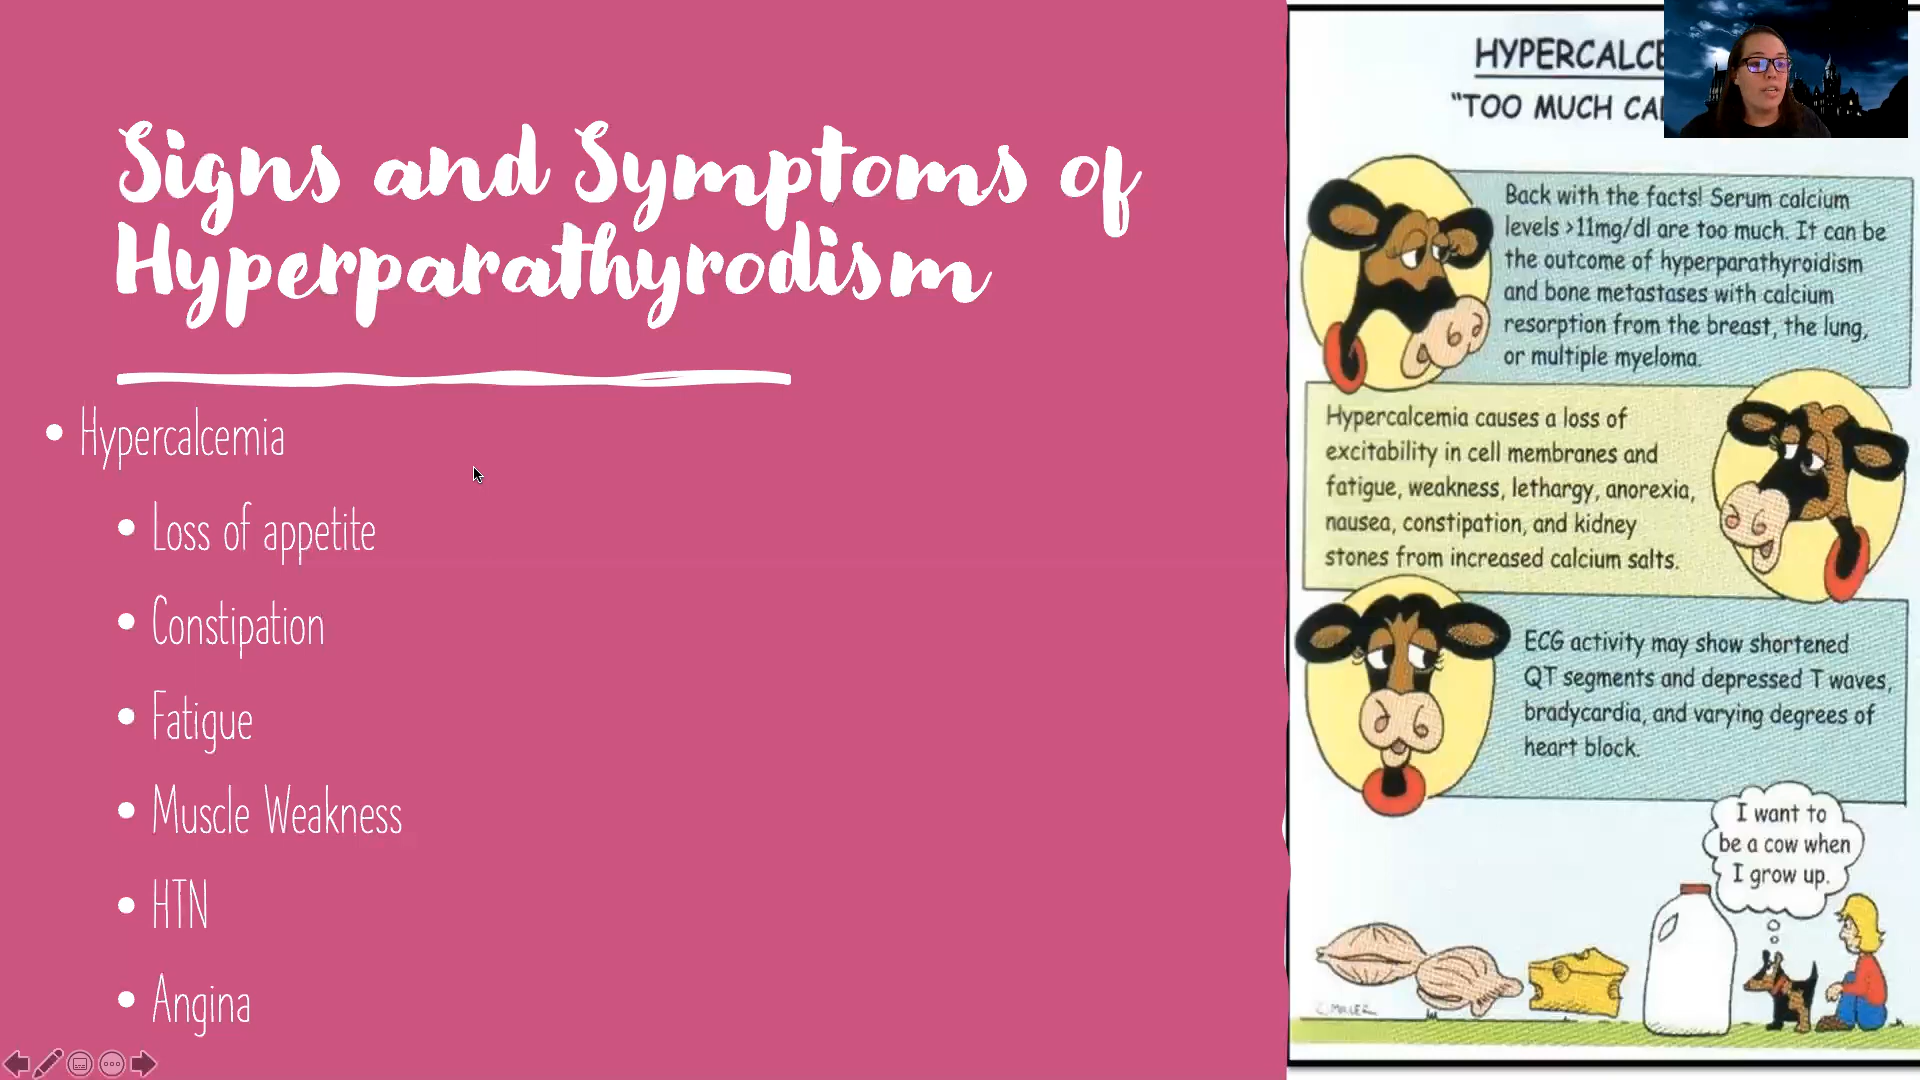 Signs and Symptoms of
Hyperparathyrodism
• Hypercalcemia
• Loss of appetite
• Constipation
• Fatigue
• Muscle Weakness
• HTN
• Angina
"TOO MUCH
Back with the facts! Serum calcium
levels >11mg/dl are too much. It can be
the outcome of hyperparathyroidism
and bone metastases with calcium
resorption from the breast, the lung,
or multiple myeloma.
Hypercalcemia causes a loss of
excitability in cell membranes and
fatigue, weakness, lethargy, anorexia,
nausea, constipation, and kidney
stones from increased calcium salts.
ECG activity may show shortened
QT segments and depressed T waves,
bradycardia, and varying degrees of
heart block.
I want to
be a cow when
I grow up.